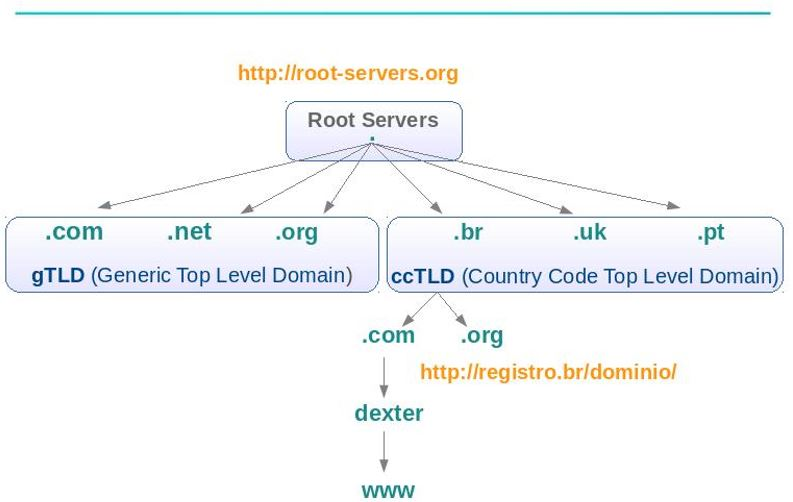 http://root-servers.org
Root Servers
.
.com .net .org .br .uk .pt
gTLD (Generic Top Level Domain) ccTLD (Country Code Top Level Domain)
.com .org
http://registro.br/dominio/
dexter
www